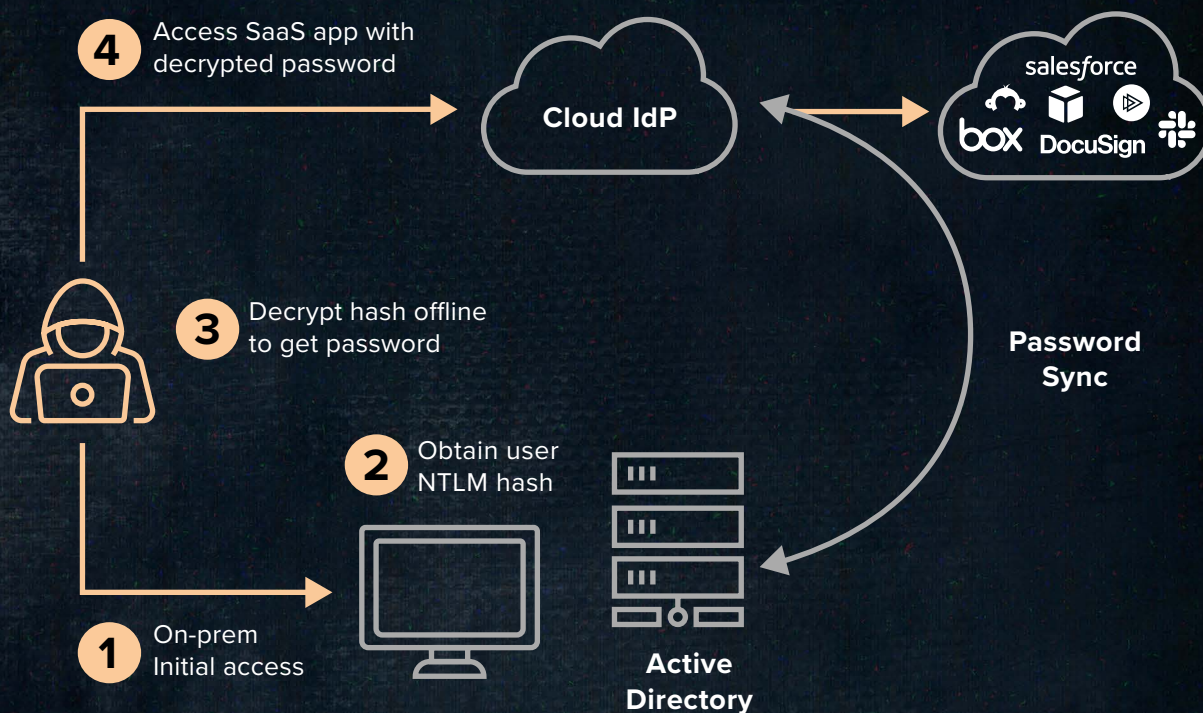 4
Access SaaS app with
decrypted password
Cloud IdP
salesforce
box
DocuSign
3
Decrypt hash offline
to get password
Password
Sync
2
Obtain user
NTLM hash
1
On-prem
Initial access
Active
Directory